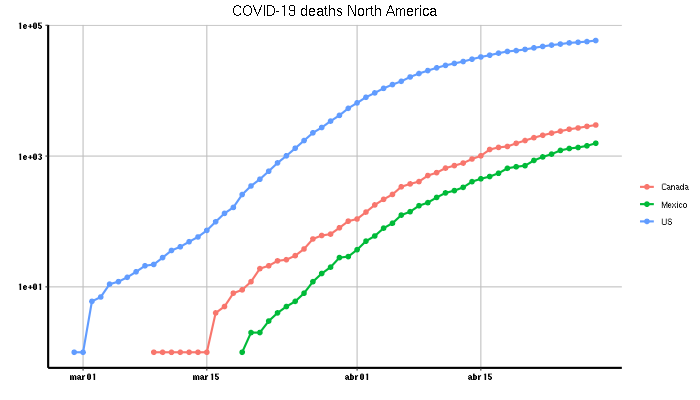 COVID-19 deaths North America
1e+05
1e+03
1e+01
mar 01
mar 15
abr 01
abr 15
Canada
Mexico
US